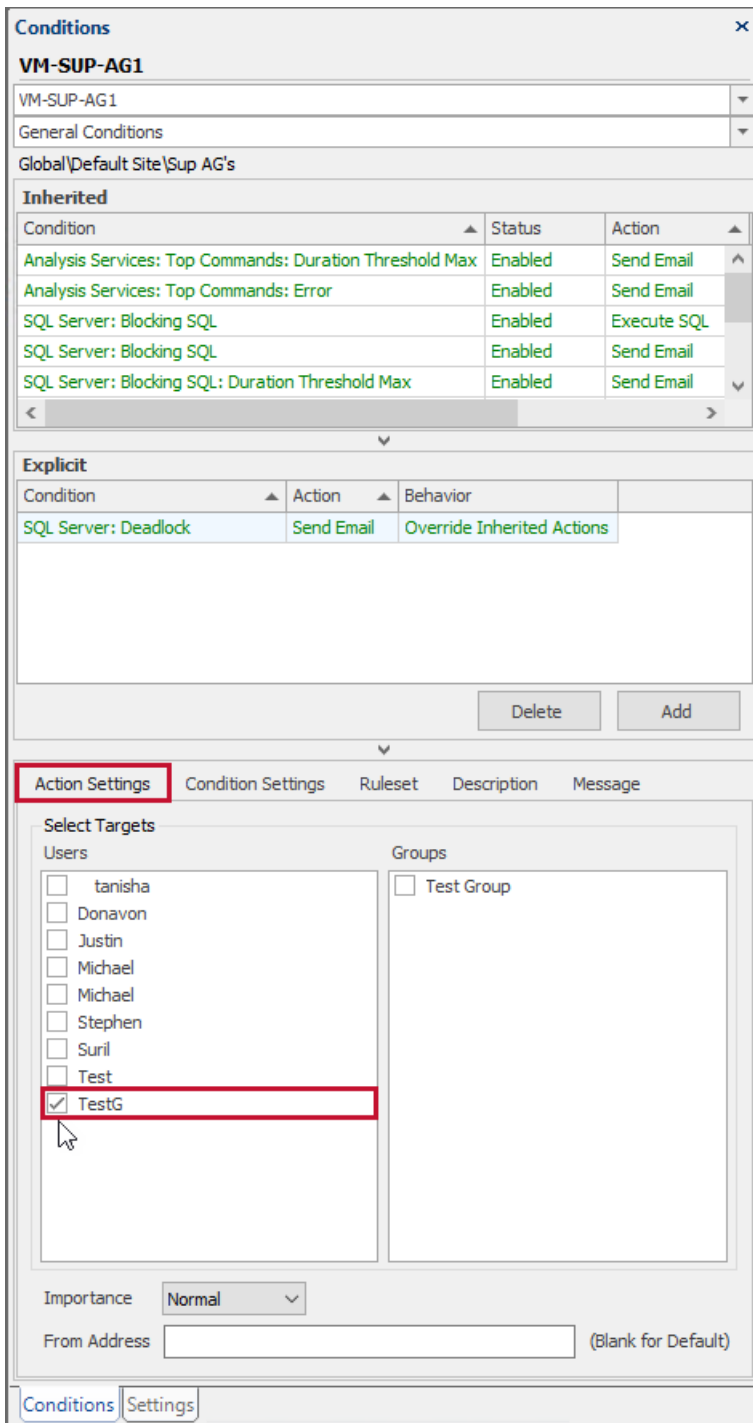 Conditions
VM-SUP-AG1
VM-SUP-AG1
General Conditions
Global\Default Site\Sup AG's
Inherited
Condition Status Action
Analysis Services: Top Commands: Duration Threshold Max Enabled Send Email
Analysis Services: Top Commands: Error Enabled Send Email
SQL Server: Blocking SQL Enabled Execute SQL
SQL Server: Blocking SQL Enabled Send Email
SQL Server: Blocking SQL: Duration Threshold Max Enabled Send Email
Explicit
Condition Action Behavior
SQL Server: Deadlock Send Email Override Inherited Actions
Delete Add
Action Settings Condition Settings Ruleset Description Message
Select Targets
Users Groups
tanisha Test Group
Donavon
Justin
Michael
Michael
Stephen
Suril
Test
TestG
Importance Normal
From Address (Blank for Default)
Conditions Settings